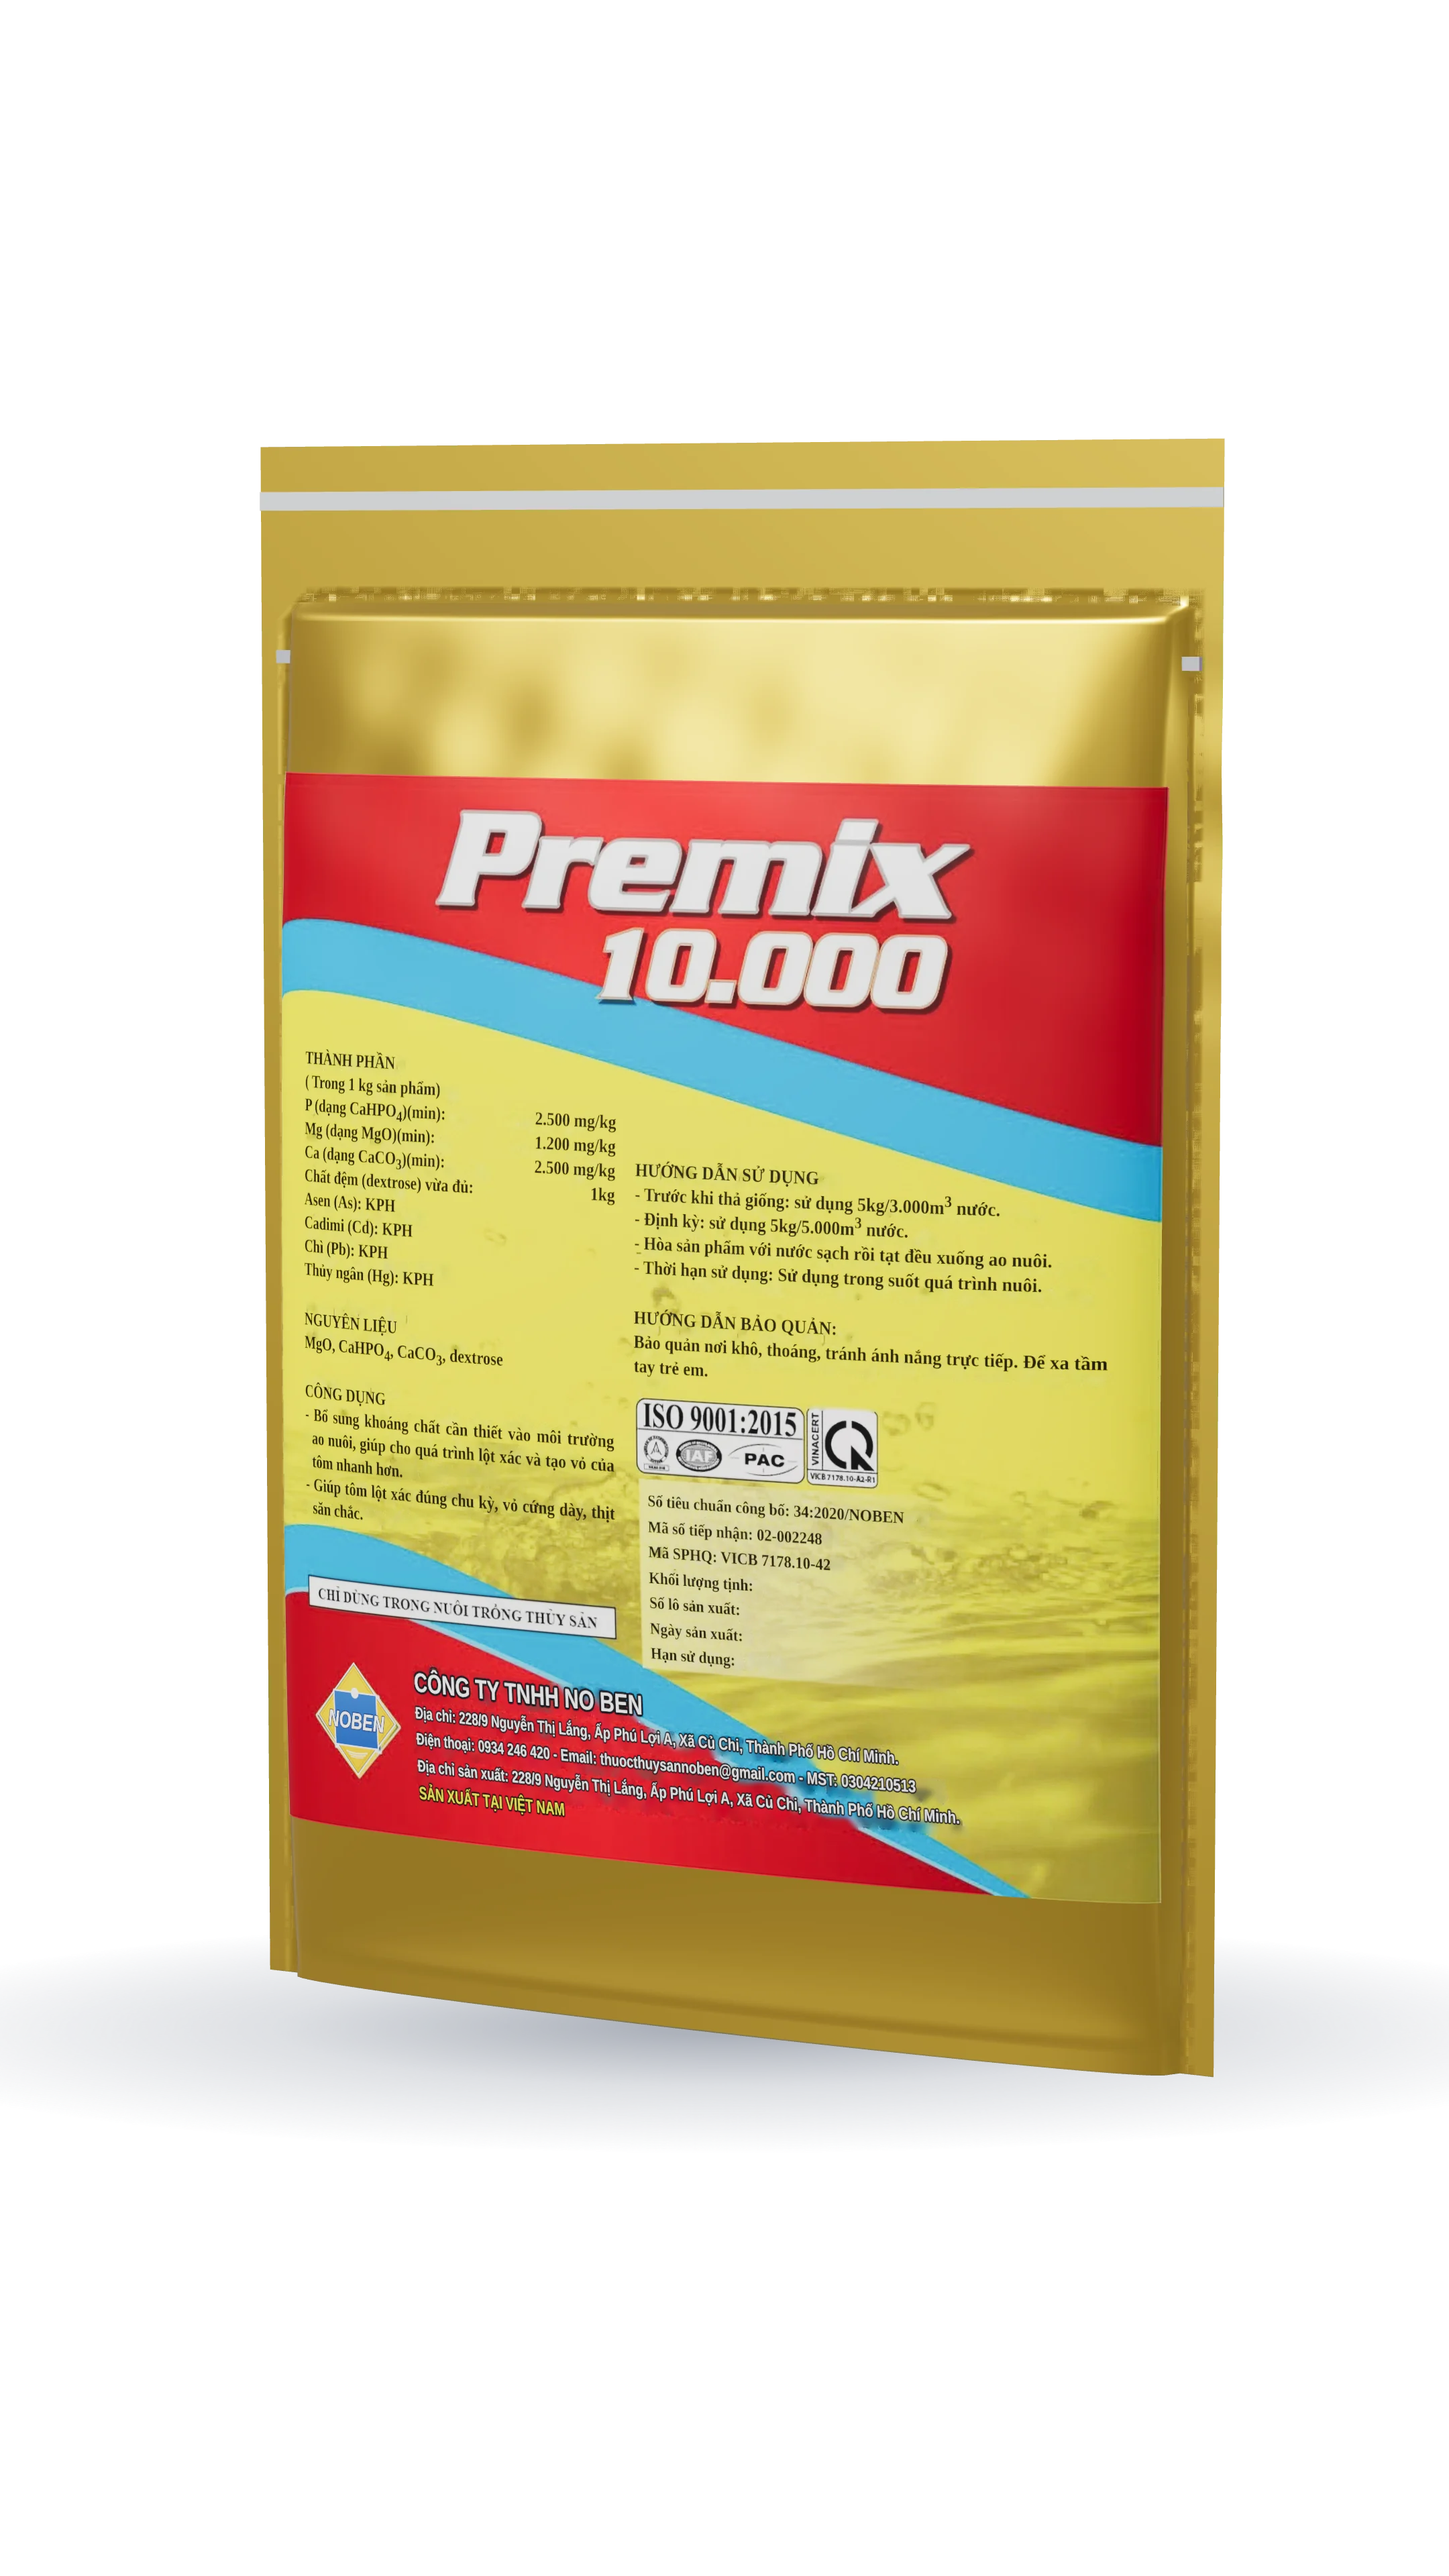 Premix
10.000
THÀNH PHẦN
( Trong 1 kg sản phẩm)
P (dạng CaHPO4)(min): 2.500 mg/kg
Mg (dạng MgO)(min): 1.200 mg/kg
Ca (dạng CaCO3)(min): 2.500 mg/kg
Chất đệm (dextrose) vừa đủ: 1kg
Asen (As): KPH
Cadimi (Cd): KPH
Chì (Pb): KPH
Thủy ngân (Hg): KPH
NGUYÊN LIỆU
MgO, CaHPO4, CaCO3, dextrose
CÔNG DỤNG
- Bổ sung khoáng chất cần thiết vào môi trường
ao nuôi, giúp cho quá trình lột xác và tạo vỏ của
tôm nhanh hơn.
- Giúp tôm lột xác đúng chu kỳ, vỏ cứng dày, thịt
săn chắc.
CHỈ DÙNG TRONG NUÔI TRỒNG THỦY SẢN
HƯỚNG DẪN SỬ DỤNG
- Trước khi thả giống: sử dụng 5kg/3.000m3 nước.
- Định kỳ: sử dụng 5kg/5.000m3 nước.
- Hòa sản phẩm với nước sạch rồi tạt đều xuống ao nuôi.
- Thời hạn sử dụng: Sử dụng trong suốt quá trình nuôi.
HƯỚNG DẪN BẢO QUẢN:
Bảo quản nơi khô, thoáng, tránh ánh nắng trực tiếp. Để xa tầm
tay trẻ em.
ISO 9001:2015
IAF
PAC
VINACERT
VICB 7178.10-A2-R1
Số tiêu chuẩn công bố: 34:2020/NOBEN
Mã số tiếp nhận: 02-002248
Mã SPHQ: VICB 7178.10-42
Khối lượng tịnh:
Số lô sản xuất:
Ngày sản xuất:
Hạn sử dụng:
NOBEN
CÔNG TY TNHH NO BEN
Địa chỉ: 228/9 Nguyễn Thị Lắng, Ấp Phú Lợi A, Xã Củ Chi, Thành Phố Hồ Chí Minh.
Điện thoại: 0934 246 420 - Email: thuocthuysannoben@gmail.com - MST: 0304210513
Địa chỉ sản xuất: 228/9 Nguyễn Thị Lắng, Ấp Phú Lợi A, Xã Củ Chi, Thành Phố Hồ Chí Minh.
SẢN XUẤT TẠI VIỆT NAM